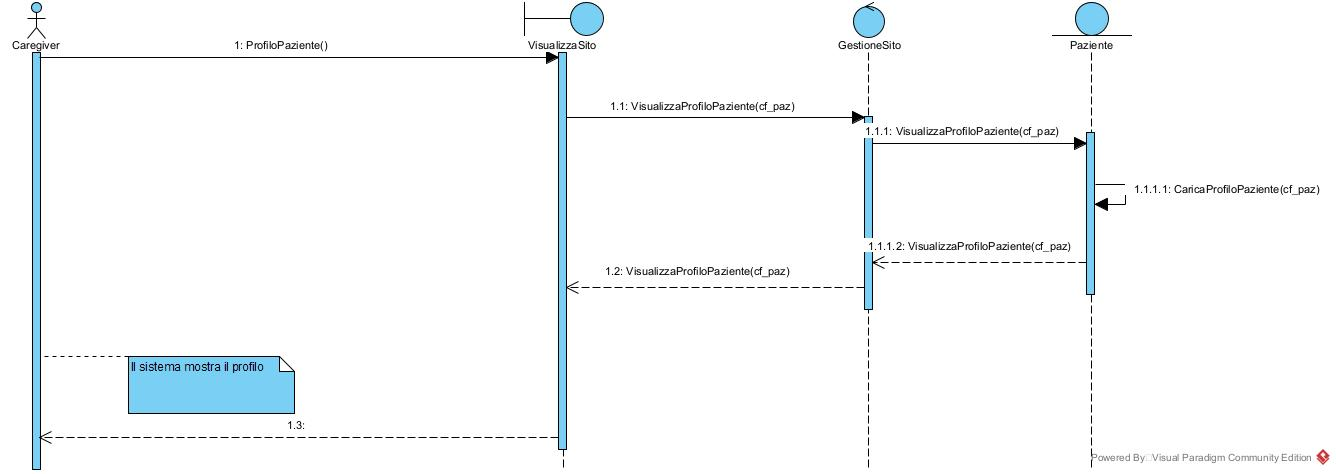 Caregiver
VisualizzaSito
GestioneSito
Paziente
1: ProfiloPaziente()
1.1: VisualizzaProfiloPaziente(cf_paz)
1.1.1: VisualizzaProfiloPaziente(cf_paz)
1.1.1.1: CaricaProfiloPaziente(cf_paz)
1.1.1.2: VisualizzaProfiloPaziente(cf_paz)
1.2: VisualizzaProfiloPaziente(cf_paz)
Il sistema mostra il profilo
1.3:
Powered By Visual Paradigm Community Edition